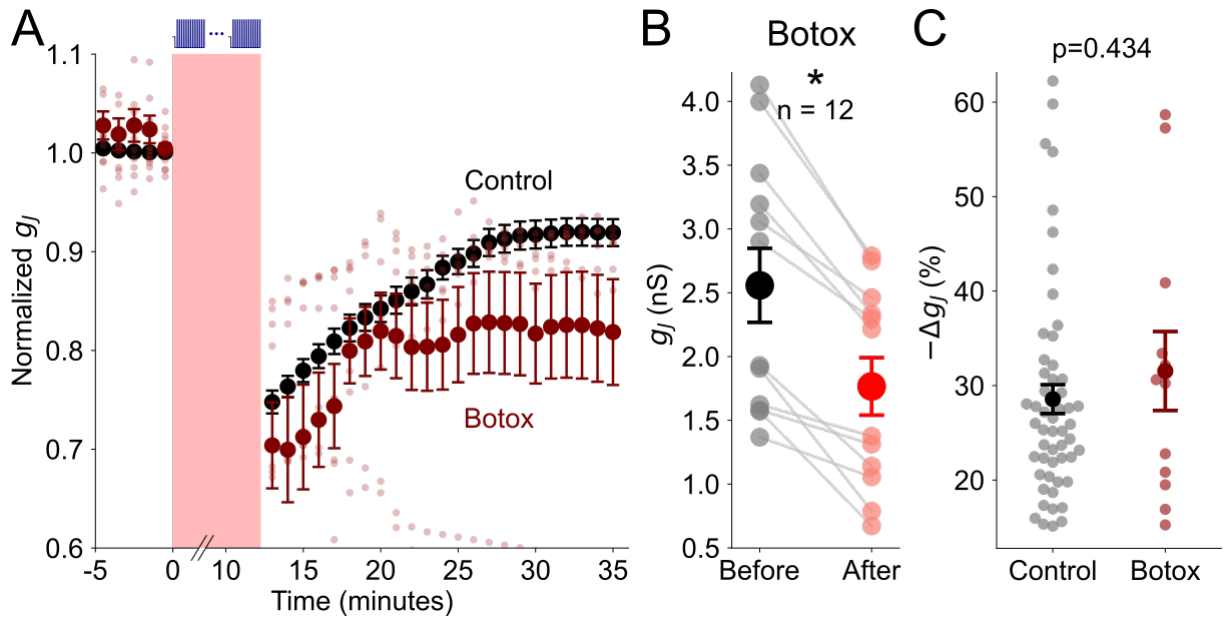 A
1.1
1.0
0.9
0.8
0.7
0.6
Normalized gJ
-5
0
10
15
20
25
30
35
Time (minutes)
Control
Botox
B
Botox
*
n = 12
4.0
3.5
3.0
2.5
2.0
1.5
1.0
0.5
gJ (nS)
Before
After
C
p=0.434
60
50
40
30
20
−ΔgJ (%)
Control
Botox